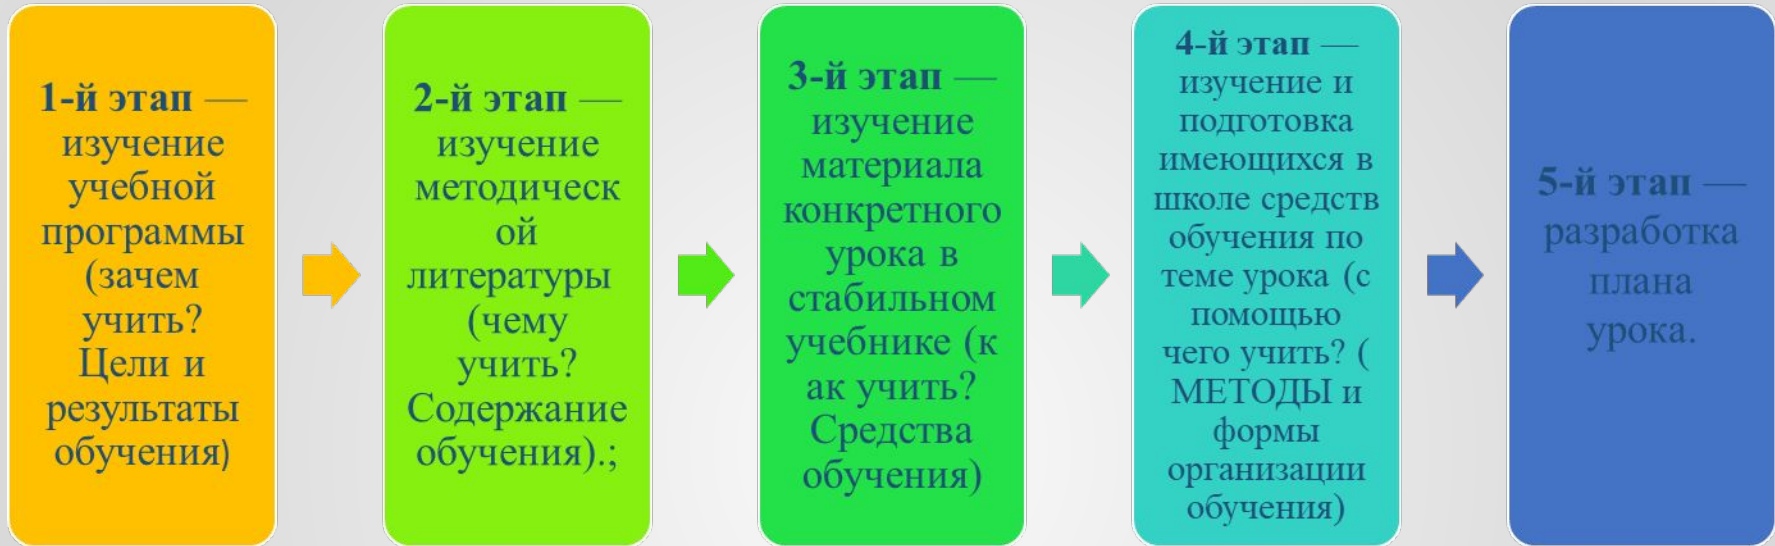 1-й этап —
изучение
учебной
программы
(зачем
учить?
Цели и
результаты
обучения)
2-й этап —
изучение
методическ
ой
литературы
(чему
учить?
Содержание
обучения).;
3-й этап —
изучение
материала
конкретного
урока в
стабильном
учебнике (к
ак учить?
Средства
обучения)
4-й этап —
изучение и
подготовка
имеющихся в
школе средств
обучения по
теме урока (с
помощью
чего учить? (
МЕТОДЫ и
формы
организации
обучения)
5-й этап —
разработка
плана
урока.